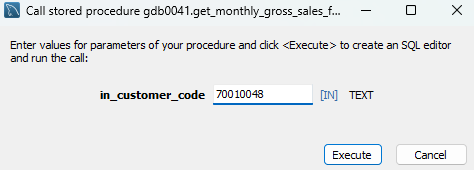 Call stored procedure gdb0041.get_monthly_gross_sales_f...
Enter values for parameters of your procedure and click <Execute> to create an SQL editor
and run the call:
in_customer_code 70010048 [IN] TEXT
Execute Cancel